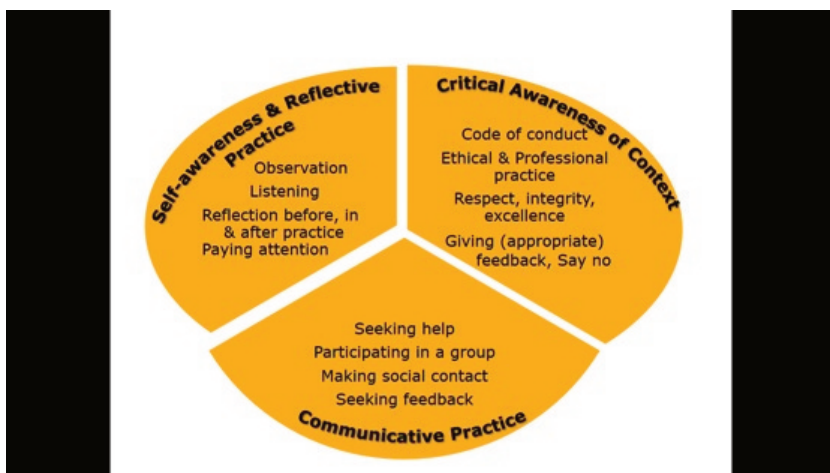 Self-awareness & Reflective
Practice
Observation
Listening
Reflection before, in
& after practice
Paying attention
Critical Awareness of Context
Code of conduct
Ethical & Professional
practice
Respect, integrity,
excellence
Giving (appropriate)
feedback, Say no
Seeking help
Participating in a group
Making social contact
Seeking feedback
Communicative Practice